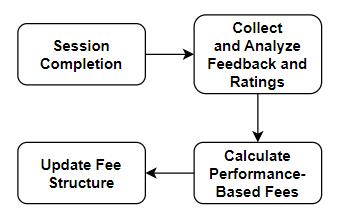 Session
Completion
Collect
and Analyze
Feedback and
Ratings
Calculate
Performance-
Based Fees
Update Fee
Structure